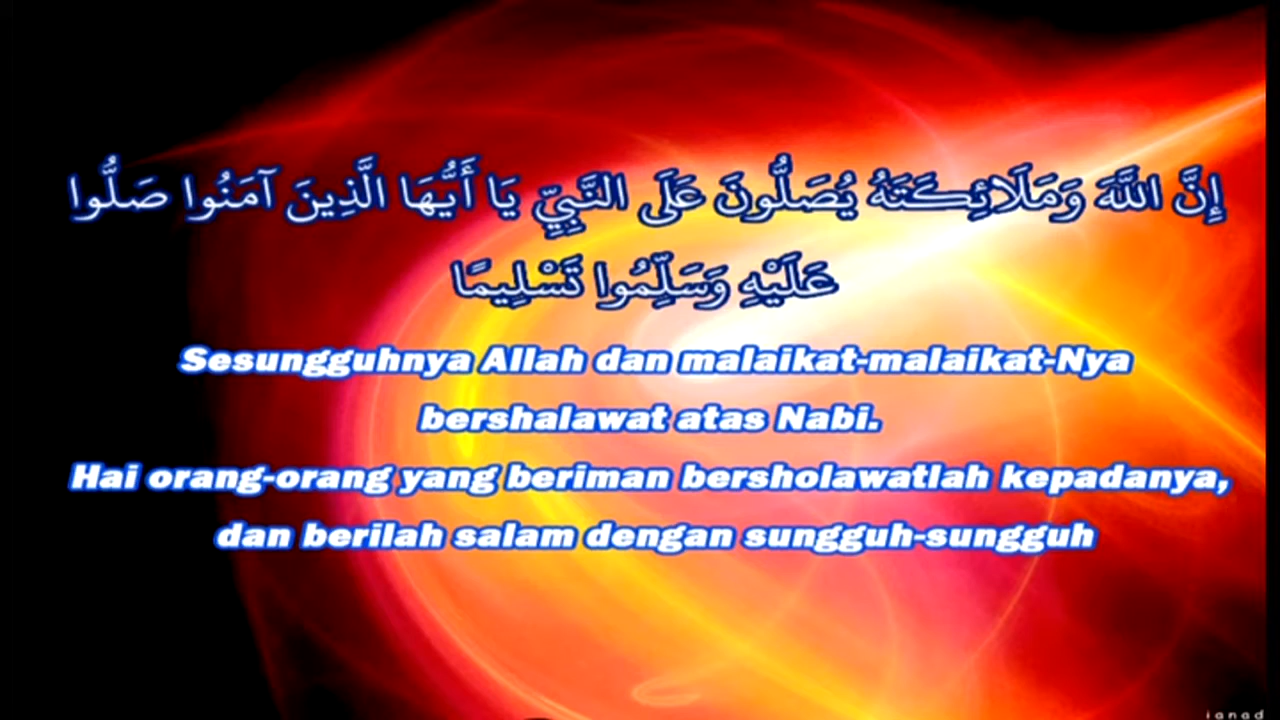 إِنَّ اللَّهَ وَمَلَائِكَتَهُ يُصَلُّونَ عَلَى النَّبِيِّ يَا أَيُّهَا الَّذِينَ آمَنُوا صَلُّوا
عَلَيْهِ وَسَلِّمُوا تَسْلِيمًا
Sesungguhnya Allah dan malaikat-malaikat-Nya
bershalawat atas Nabi.
Hai orang-orang yang beriman bersholawatlah kepadanya,
dan berilah salam dengan sungguh-sungguh
ianad